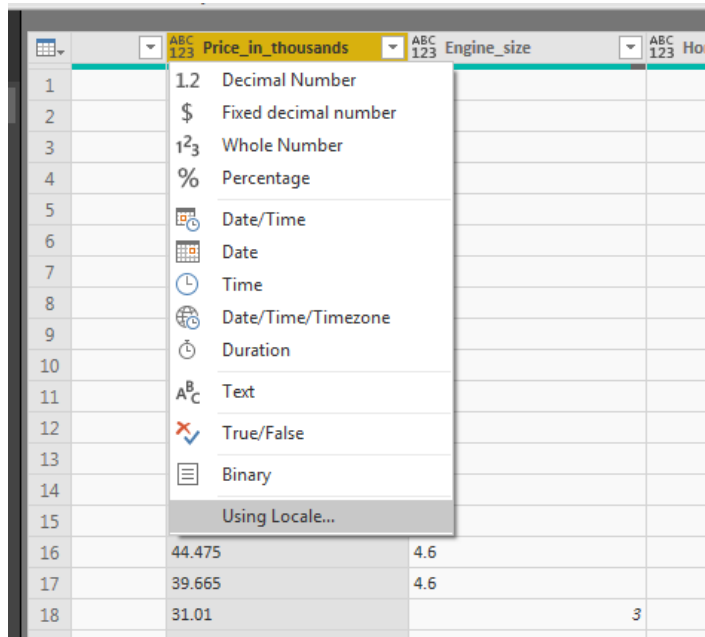 ABC 123 Price_in_thousands ABC 123 Engine_size ABC 123 Ho
1.2 Decimal Number
$ Fixed decimal number
1²3 Whole Number
% Percentage
Date/Time
Date
Time
Date/Time/Timezone
Duration
ABC Text
True/False
Binary
Using Locale...
1
2
3
4
5
6
7
8
9
10
11
12
13
14
15
16 44.475 4.6
17 39.665 4.6
18 31.01 3